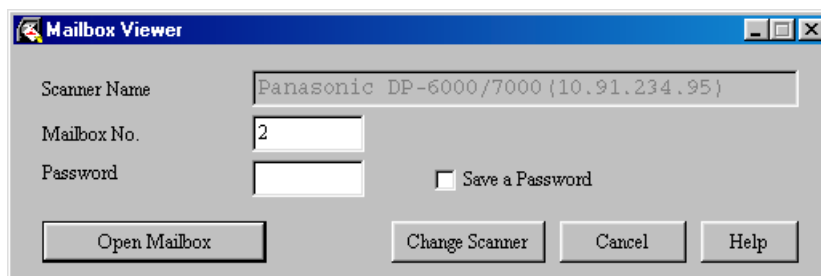 Mailbox Viewer
Scanner Name Panasonic DP-6000/7000(10.91.234.95)
Mailbox No. 2
Password Save a Password
Open Mailbox Change Scanner Cancel Help